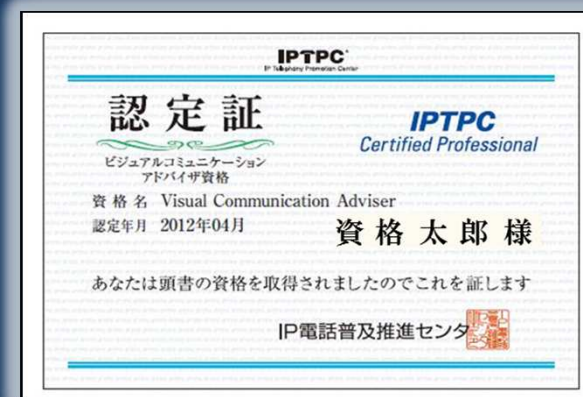 IPTPC
IP Telephony Promotion Center
認定証
IPTPC
Certified Professional
ビジュアルコミュニケーション
アドバイザ資格
資格名 Visual Communication Adviser
認定年月 2012年04月
資格太郎様
あなたは頭書の資格を取得されましたのでこれを証します
IP電話普及推進センタ